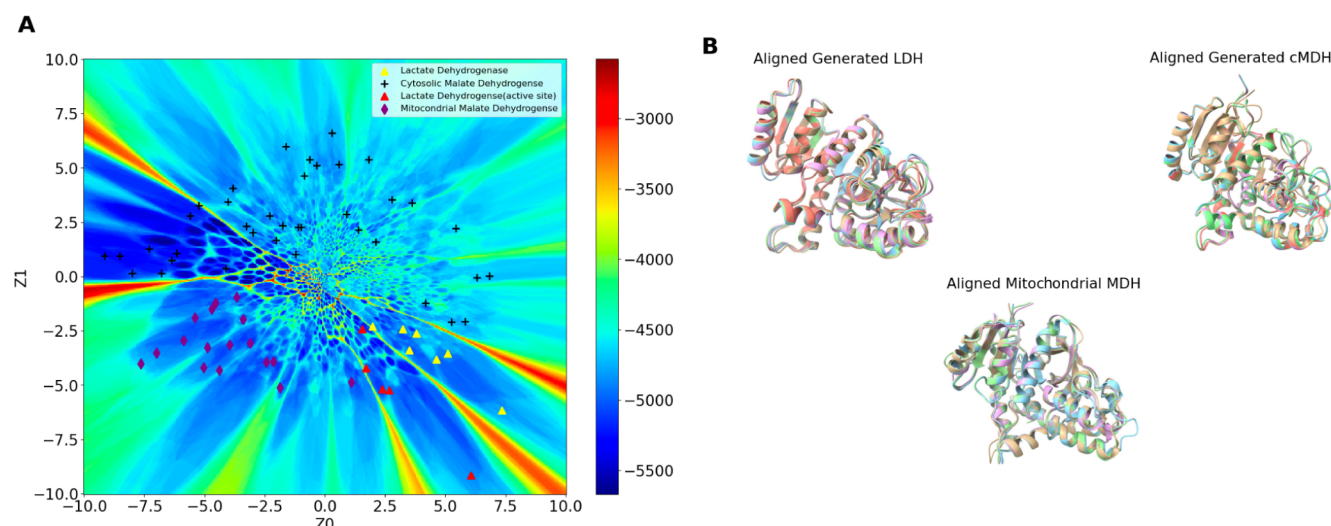 A
10.0
7.5
5.0
2.5
0.0
−2.5
−5.0
−7.5
−10.0
Z1
−10.0 −7.5 −5.0 −2.5 0.0 2.5 5.0 7.5 10.0
Z0
Lactate Dehydrogenase
Cytosolic Malate Dehydrogense
Lactate Dehydrogense(active site)
Mitocondrial Malate Dehydrogense
−3000
−3500
−4000
−4500
−5000
−5500
B
Aligned Generated LDH
Aligned Generated cMDH
Aligned Mitochondrial MDH